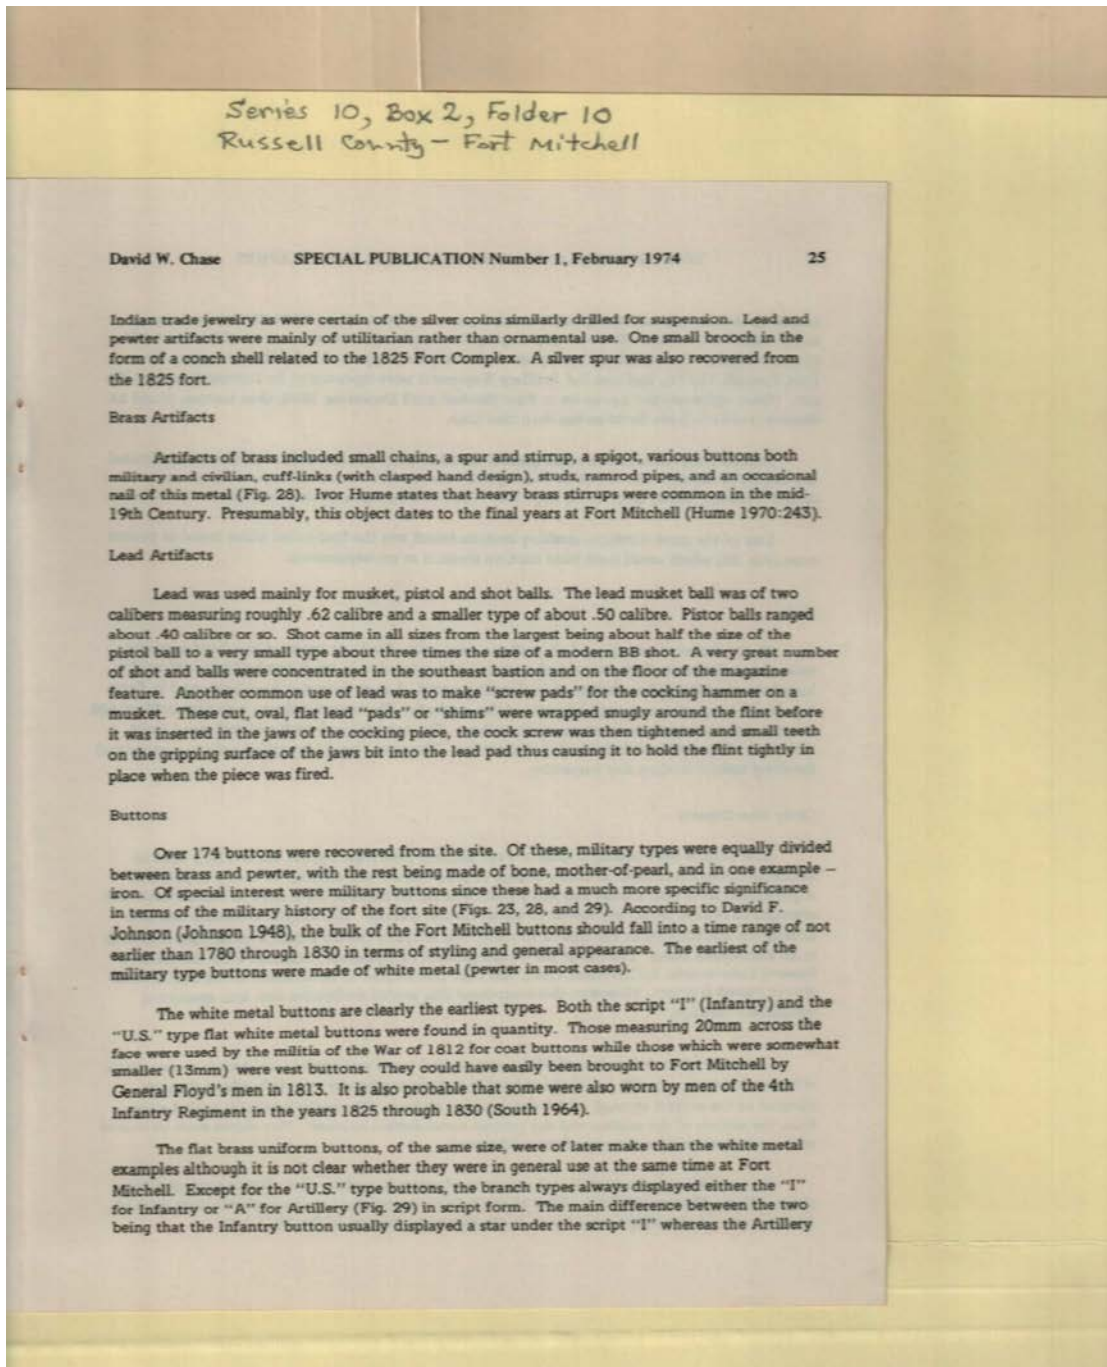 Series 10, Box 2, Folder 10
Russell County - Fort Mitchell
David W. Chase SPECIAL PUBLICATION Number 1, February 1974 25
Indian trade jewelry as were certain of the silver coins similarly drilled for suspension. Lead and
pewter artifacts were mainly of utilitarian rather than ornamental use. One small brooch in the
form of a conch shell related to the 1825 Fort Complex. A silver spur was also recovered from
the 1825 fort.
Brass Artifacts
Artifacts of brass included small chains, a spur and stirrup, a spigot, various buttons both
military and civilian, cuff-links (with clasped hand design), studs, ramrod pipes, and an occasional
nail of this metal (Fig. 28). Ivor Hume states that heavy brass stirrups were common in the mid-
19th Century. Presumably, this object dates to the final years at Fort Mitchell (Hume 1970:243).
Lead Artifacts
Lead was used mainly for musket, pistol and shot balls. The lead musket ball was of two
calibers measuring roughly .62 calibre and a smaller type of about .50 calibre. Pistor balls ranged
about .40 calibre or so. Shot came in all sizes from the largest being about half the size of the
pistol ball to a very small type about three times the size of a modern BB shot. A very great number
of shot and balls were concentrated in the southeast bastion and on the floor of the magazine
feature. Another common use of lead was to make "screw pads" for the cocking hammer on a
musket. These cut, oval, flat lead "pads" or "shims" were wrapped snugly around the flint before
it was inserted in the jaws of the cocking piece, the cock screw was then tightened and small teeth
on the gripping surface of the jaws bit into the lead pad thus causing it to hold the flint tightly in
place when the piece was fired.
Buttons
Over 174 buttons were recovered from the site. Of these, military types were equally divided
between brass and pewter, with the rest being made of bone, mother-of-pearl, and in one example –
iron. Of special interest were military buttons since these had a much more specific significance
in terms of the military history of the fort site (Figs. 23, 28, and 29). According to David F.
Johnson (Johnson 1948), the bulk of the Fort Mitchell buttons should fall into a time range of not
earlier than 1780 through 1830 in terms of styling and general appearance. The earliest of the
military type buttons were made of white metal (pewter in most cases).
The white metal buttons are clearly the earliest types. Both the script "I" (Infantry) and the
"U.S." type flat white metal buttons were found in quantity. Those measuring 20mm across the
face were used by the militia of the War of 1812 for coat buttons while those which were somewhat
smaller (13mm) were vest buttons. They could have easily been brought to Fort Mitchell by
General Floyd's men in 1813. It is also probable that some were also worn by men of the 4th
Infantry Regiment in the years 1825 through 1830 (South 1964).
The flat brass uniform buttons, of the same size, were of later make than the white metal
examples although it is not clear whether they were in general use at the same time at Fort
Mitchell. Except for the "U.S." type buttons, the branch types always displayed either the "I"
for Infantry or "A" for Artillery (Fig. 29) in script form. The main difference between the two
being that the Infantry button usually displayed a star under the script "I" whereas the Artillery